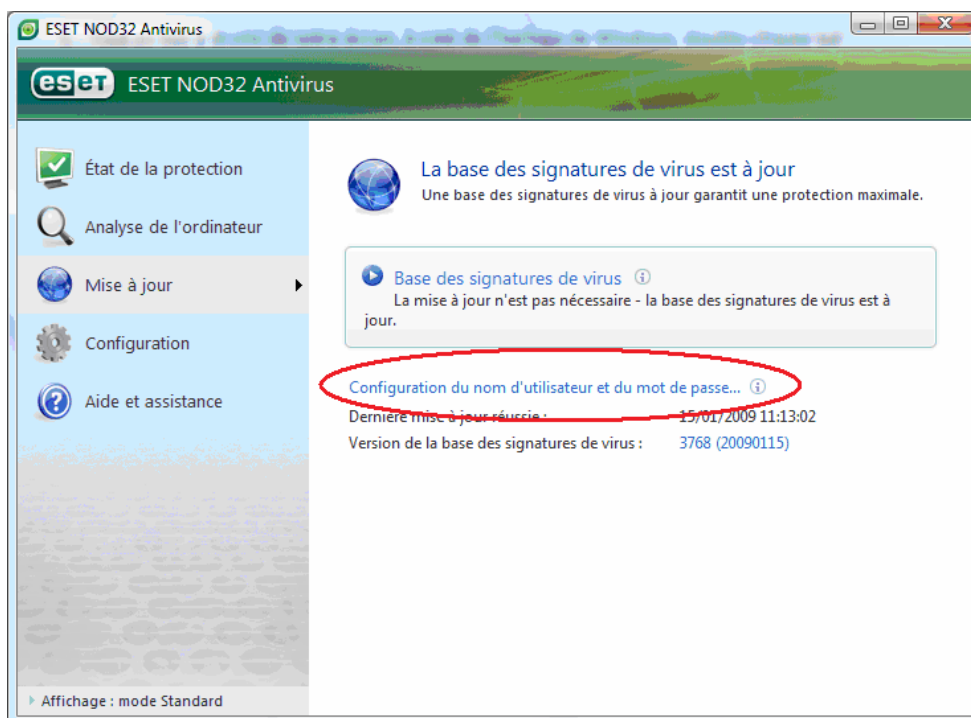 ESET NOD32 Antivirus
eset ESET NOD32 Antivirus
État de la protection
Analyse de l'ordinateur
Mise à jour
Configuration
Aide et assistance
Affichage : mode Standard
La base des signatures de virus est à jour
Une base des signatures de virus à jour garantit une protection maximale.
Base des signatures de virus
La mise à jour n'est pas nécessaire - la base des signatures de virus est à
jour.
Configuration du nom d'utilisateur et du mot de passe...
Dernière mise à jour réussie : 15/01/2009 11:13:02
Version de la base des signatures de virus : 3768 (20090115)